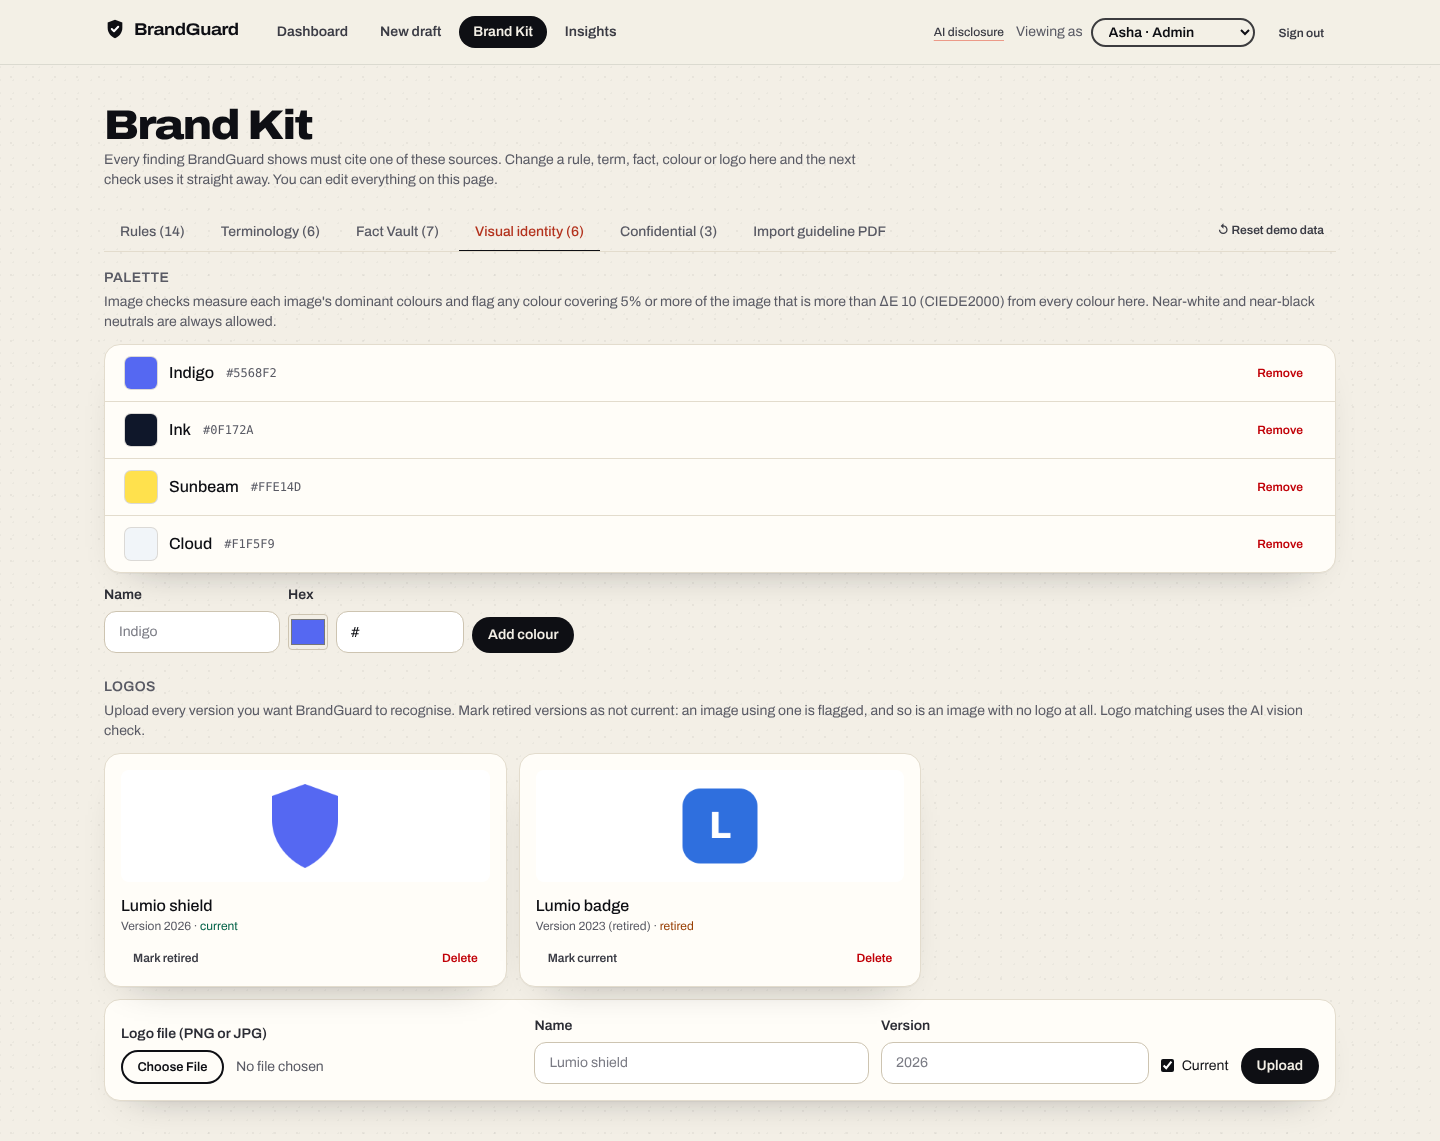 BrandGuard
Dashboard
New draft
Brand Kit
Insights
AI disclosure
Viewing as
Asha · Admin
Sign out
Brand Kit
Every finding BrandGuard shows must cite one of these sources. Change a rule, term, fact, colour or logo here and the next
check uses it straight away. You can edit everything on this page.
Rules (14)
Terminology (6)
Fact Vault (7)
Visual identity (6)
Confidential (3)
Import guideline PDF
Reset demo data
PALETTE
Image checks measure each image's dominant colours and flag any colour covering 5% or more of the image that is more than ΔE 10 (CIEDE2000) from every colour here. Near-white and near-black
neutrals are always allowed.
Indigo #5568F2 Remove
Ink #0F172A Remove
Sunbeam #FFE14D Remove
Cloud #F1F5F9 Remove
Name
Hex
Indigo
#
Add colour
LOGOS
Upload every version you want BrandGuard to recognise. Mark retired versions as not current: an image using one is flagged, and so is an image with no logo at all. Logo matching uses the AI vision
check.
Lumio shield
Version 2026 · current
Mark retired
Delete
L
Lumio badge
Version 2023 (retired) · retired
Mark current
Delete
Logo file (PNG or JPG)
Choose File
No file chosen
Name
Lumio shield
Version
2026
Current
Upload